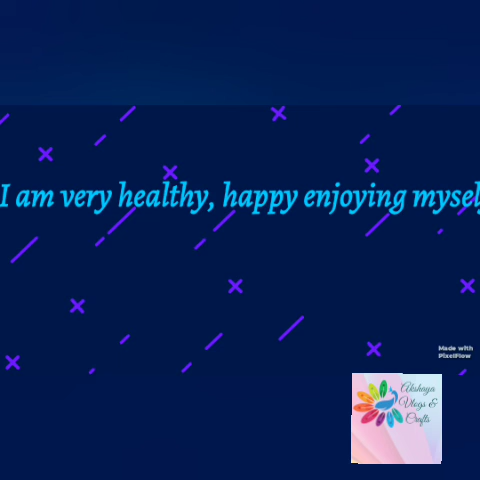 I am very healthy, happy enjoying mysel
Made with
PixelFlow
Akshaya
Vlogs &
Crafts